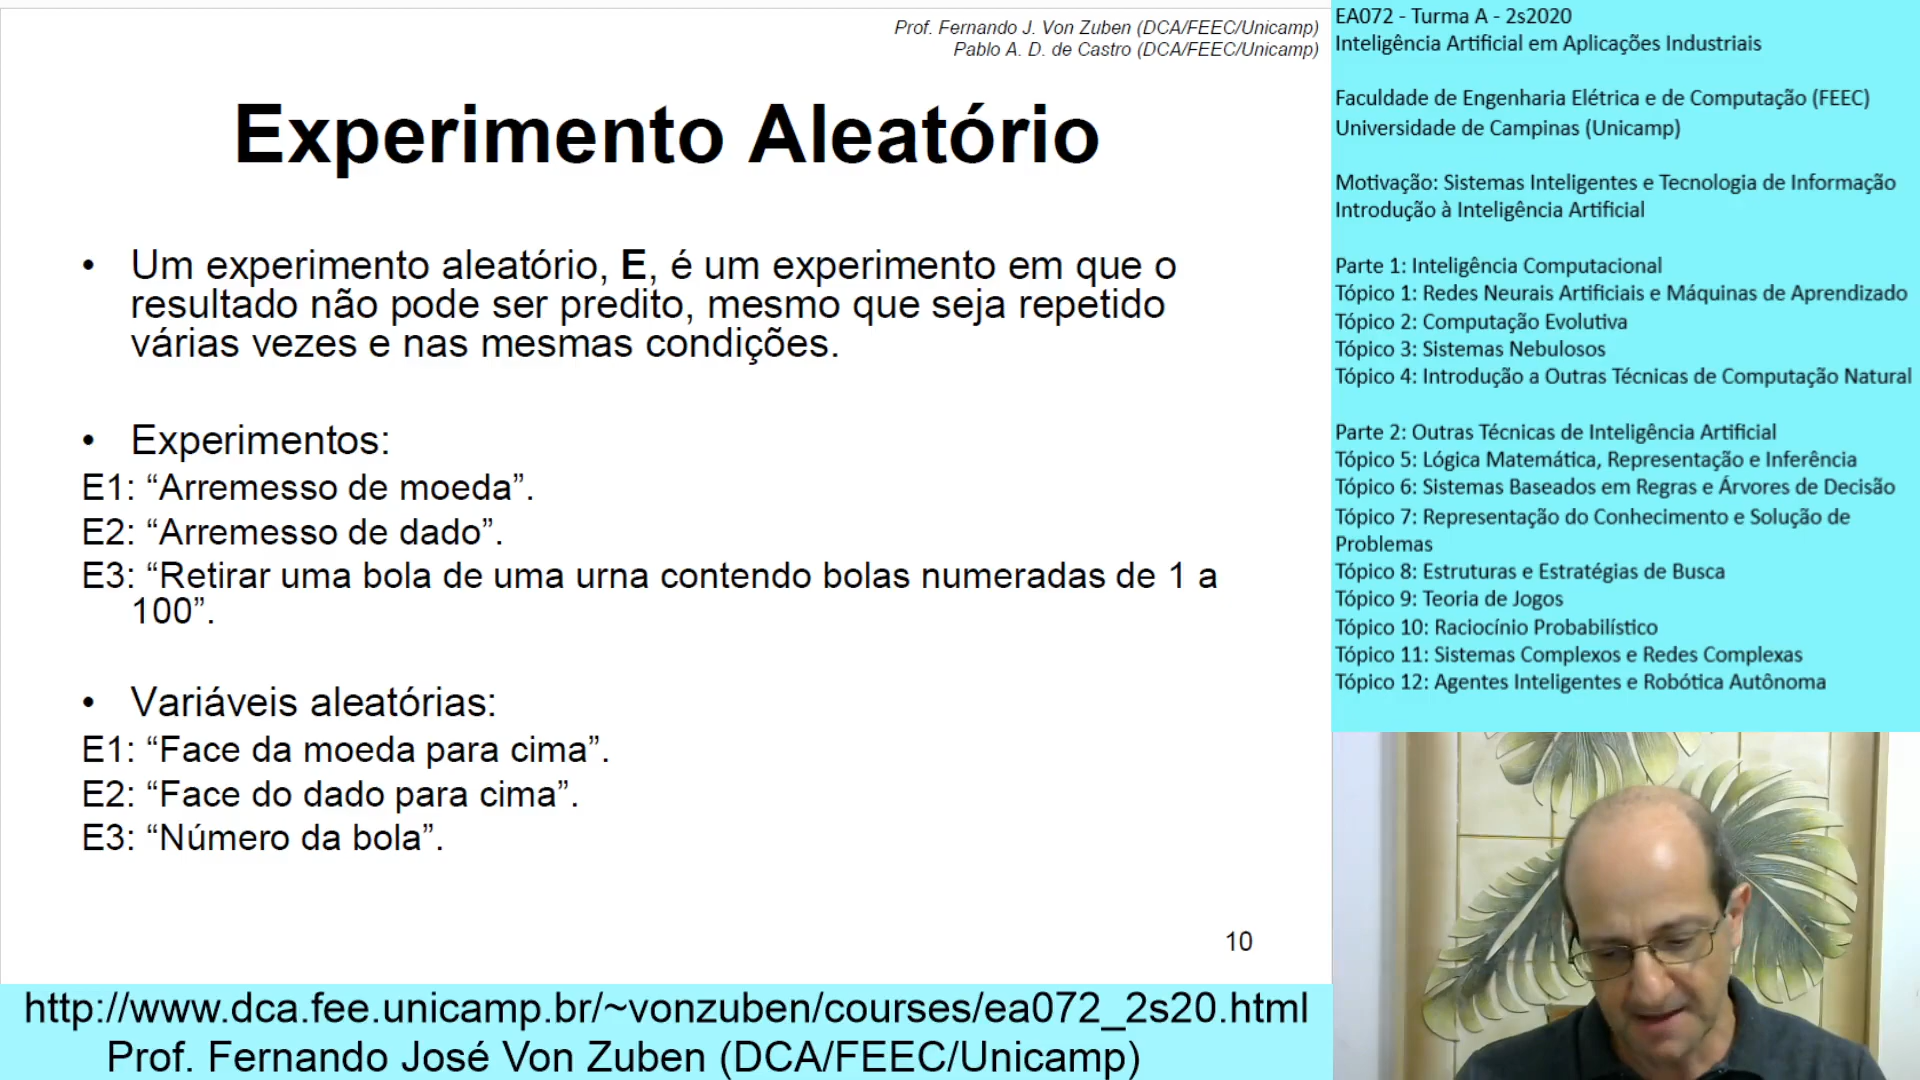 Prof. Fernando J. Von Zuben (DCA/FEEC/Unicamp)
Pablo A. D. de Castro (DCA/FEEC/Unicamp)
Experimento Aleatório
• Um experimento aleatório, E, é um experimento em que o
resultado não pode ser predito, mesmo que seja repetido
várias vezes e nas mesmas condições.
• Experimentos:
E1: “Arremesso de moeda”.
E2: “Arremesso de dado”.
E3: “Retirar uma bola de uma urna contendo bolas numeradas de 1 a
100”.
• Variáveis aleatórias:
E1: “Face da moeda para cima”.
E2: “Face do dado para cima”.
E3: “Número da bola”.
10
http://www.dca.fee.unicamp.br/~vonzuben/courses/ea072_2s20.html
Prof. Fernando José Von Zuben (DCA/FEEC/Unicamp)
EA072 - Turma A - 2s2020
Inteligência Artificial em Aplicações Industriais
Faculdade de Engenharia Elétrica e de Computação (FEEC)
Universidade de Campinas (Unicamp)
Motivação: Sistemas Inteligentes e Tecnologia de Informação
Introdução à Inteligência Artificial
Parte 1: Inteligência Computacional
Tópico 1: Redes Neurais Artificiais e Máquinas de Aprendizado
Tópico 2: Computação Evolutiva
Tópico 3: Sistemas Nebulosos
Tópico 4: Introdução a Outras Técnicas de Computação Natural
Parte 2: Outras Técnicas de Inteligência Artificial
Tópico 5: Lógica Matemática, Representação e Inferência
Tópico 6: Sistemas Baseados em Regras e Árvores de Decisão
Tópico 7: Representação do Conhecimento e Solução de
Problemas
Tópico 8: Estruturas e Estratégias de Busca
Tópico 9: Teoria de Jogos
Tópico 10: Raciocínio Probabilístico
Tópico 11: Sistemas Complexos e Redes Complexas
Tópico 12: Agentes Inteligentes e Robótica Autônoma